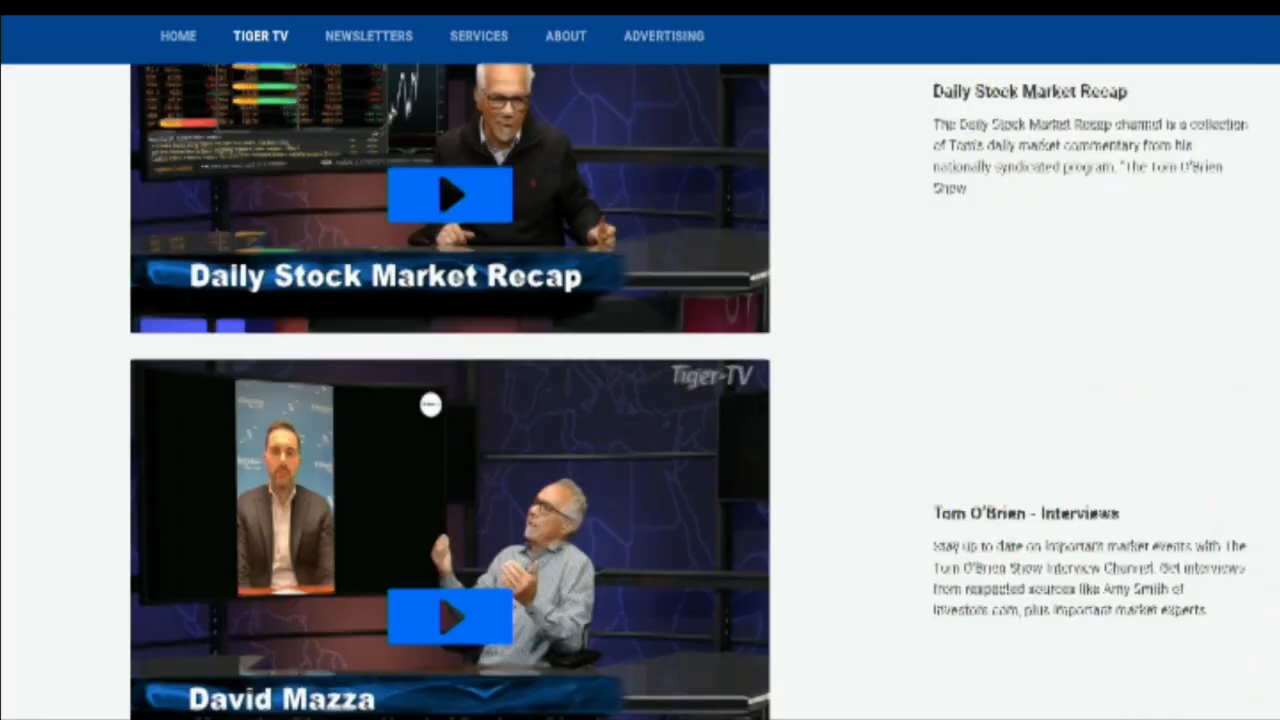 HOME TIGER TV NEWSLETTERS SERVICES ABOUT ADVERTISING
Daily Stock Market Recap
The Daily Stock Market Recap channel is a collection
of Tom's daily market commentary from his
nationally syndicated program, "The Tom O'Brien
Show
Daily Stock Market Recap
Tiger-TV
Tom O'Brien - Interviews
Stay up to date on important market events with The
Tom O'Brien Show Interview Channel. Get interviews
from respected sources like Amy Smith of
Investors.com, plus important market experts.
David Mazza